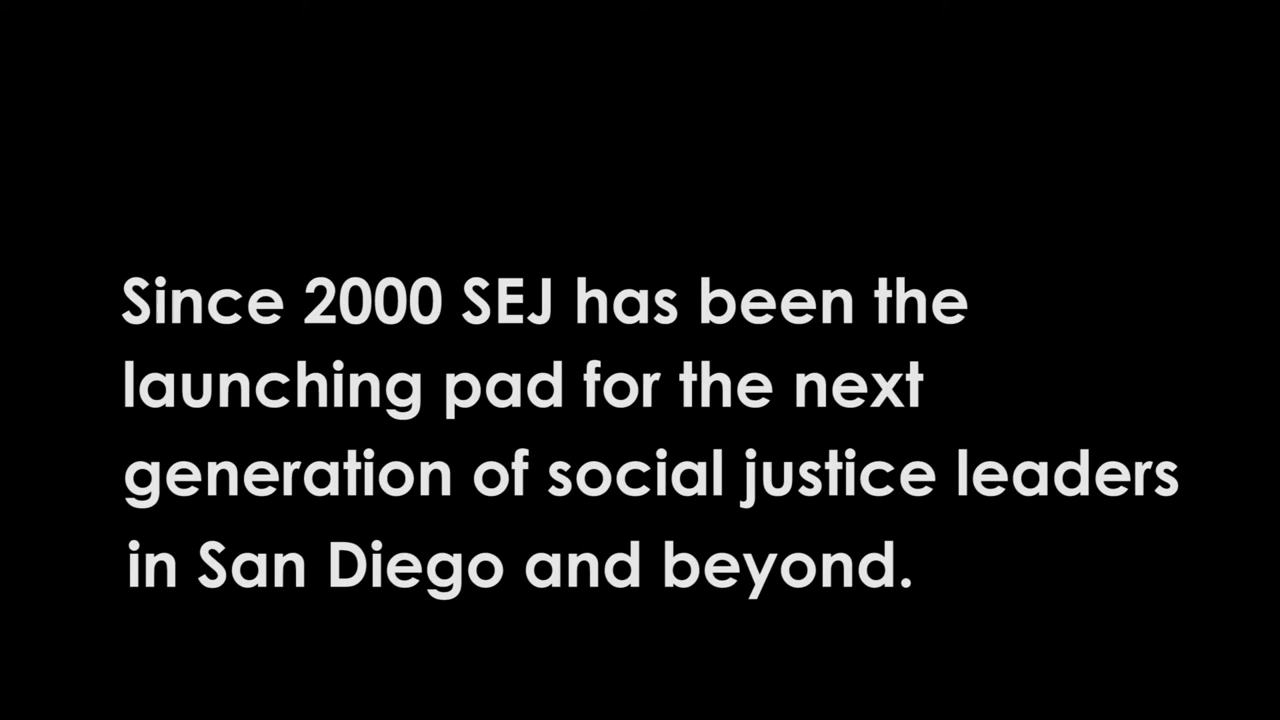 Since 2000 SEJ has been the
launching pad for the next
generation of social justice leaders
in San Diego and beyond.